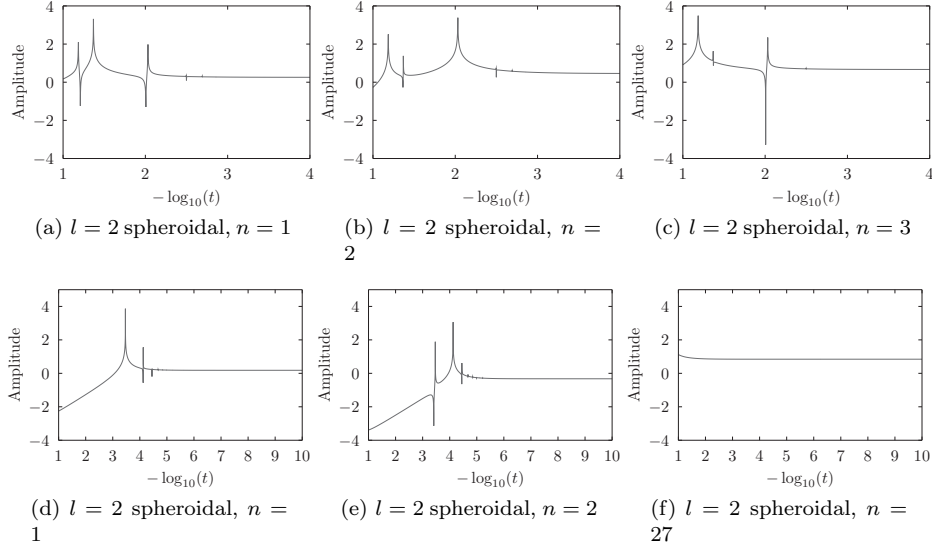 4
2
0
−2
−4
Amplitude
1 2 3 4
− log₁₀(t)
(a) l = 2 spheroidal, n = 1
4
2
0
−2
−4
Amplitude
1 2 3 4
− log₁₀(t)
(b) l = 2 spheroidal, n =
2
4
2
0
−2
−4
Amplitude
1 2 3 4
− log₁₀(t)
(c) l = 2 spheroidal, n = 3
4
2
0
−2
−4
Amplitude
1 2 3 4 5 6 7 8 9 10
− log₁₀(t)
(d) l = 2 spheroidal, n =
1
4
2
0
−2
−4
Amplitude
1 2 3 4 5 6 7 8 9 10
− log₁₀(t)
(e) l = 2 spheroidal, n = 2
4
2
0
−2
−4
Amplitude
1 2 3 4 5 6 7 8 9 10
− log₁₀(t)
(f) l = 2 spheroidal, n =
27